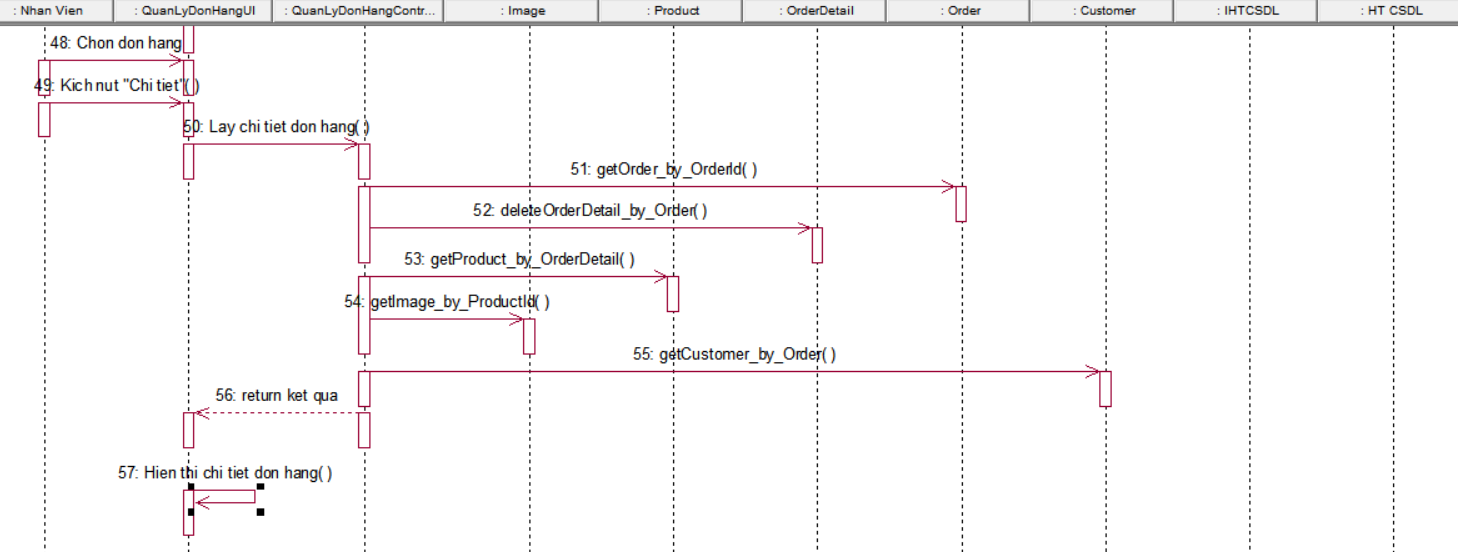 : Nhan Vien
: QuanLyDonHangUI
: QuanLyDonHangContr...
: Image
: Product
: OrderDetail
: Order
: Customer
: IHTCSDL
: HT CSDL
48: Chon don hang
49: Kich nut "Chi tiet"( )
50: Lay chi tiet don hang( )
51: getOrder_by_OrderId( )
52: deleteOrderDetail_by_Order( )
53: getProduct_by_OrderDetail( )
54: getImage_by_ProductId( )
55: getCustomer_by_Order( )
56: return ket qua
57: Hien thi chi tiet don hang( )